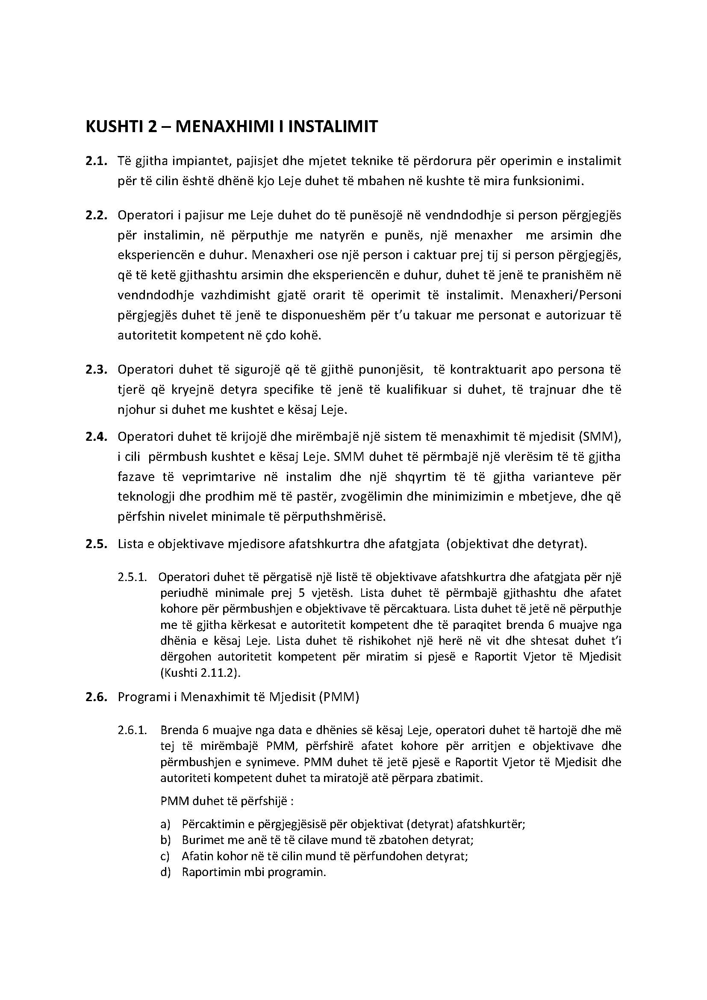 KUSHTI 2 – MENAXHIMI I INSTALIMIT
2.1. Të gjitha impiantet, pajisjet dhe mjetet teknike të përdorura për operimin e instalimit
për të cilin është dhënë kjo Leje duhet të mbahen në kushte të mira funksionimi.
2.2. Operatori i pajisur me Leje duhet do të punësojë në vendndodhje si person përgjegjës
për instalimin, në përputhje me natyrën e punës, një menaxher me arsimin dhe
eksperiencën e duhur. Menaxheri ose një person i caktuar prej tij si person përgjegjës,
që të ketë gjithashtu arsimin dhe eksperiencën e duhur, duhet të jenë te pranishëm në
vendndodhje vazhdimisht gjatë orarit të operimit të instalimit. Menaxheri/Personi
përgjegjës duhet të jenë te disponueshëm për t’u takuar me personat e autorizuar të
autoritetit kompetent në çdo kohë.
2.3. Operatori duhet të sigurojë që të gjithë punonjësit, të kontraktuarit apo persona të
tjerë që kryejnë detyra specifike të jenë të kualifikuar si duhet, të trajnuar dhe të
njohur si duhet me kushtet e kësaj Leje.
2.4. Operatori duhet të krijojë dhe mirëmbajë një sistem të menaxhimit të mjedisit (SMM),
i cili përmbush kushtet e kësaj Leje. SMM duhet të përmbajë një vlerësim të të gjitha
fazave të veprimtarive në instalim dhe një shqyrtim të të gjitha varianteve për
teknologji dhe prodhim më të pastër, zvogëlimin dhe minimizimin e mbetjeve, dhe që
përfshin nivelet minimale të përputhshmërisë.
2.5. Lista e objektivave mjedisore afatshkurtra dhe afatgjata (objektivat dhe detyrat).
2.5.1. Operatori duhet të përgatisë një listë të objektivave afatshkurtra dhe afatgjata për një
periudhë minimale prej 5 vjetësh. Lista duhet të përmbajë gjithashtu dhe afatet
kohore për përmbushjen e objektivave të përcaktuara. Lista duhet të jetë në përputhje
me të gjitha kërkesat e autoritetit kompetent dhe të paraqitet brenda 6 muajve nga
dhënia e kësaj Leje. Lista duhet të rishikohet një herë në vit dhe shtesat duhet t’i
dërgohen autoritetit kompetent për miratim si pjesë e Raportit Vjetor të Mjedisit
(Kushti 2.11.2).
2.6. Programi i Menaxhimit të Mjedisit (PMM)
2.6.1. Brenda 6 muajve nga data e dhënies së kësaj Leje, operatori duhet të hartojë dhe më
tej të mirëmbajë PMM, përfshirë afatet kohore për arritjen e objektivave dhe
përmbushjen e synimeve. PMM duhet të jetë pjesë e Raportit Vjetor të Mjedisit dhe
autoriteti kompetent duhet ta miratojë atë përpara zbatimit.
PMM duhet të përfshijë :
a) Përcaktimin e përgjegjësisë për objektivat (detyrat) afatshkurtër;
b) Burimet me anë të të cilave mund të zbatohen detyrat;
c) Afatin kohor në të cilin mund të përfundohen detyrat;
d) Raportimin mbi programin.